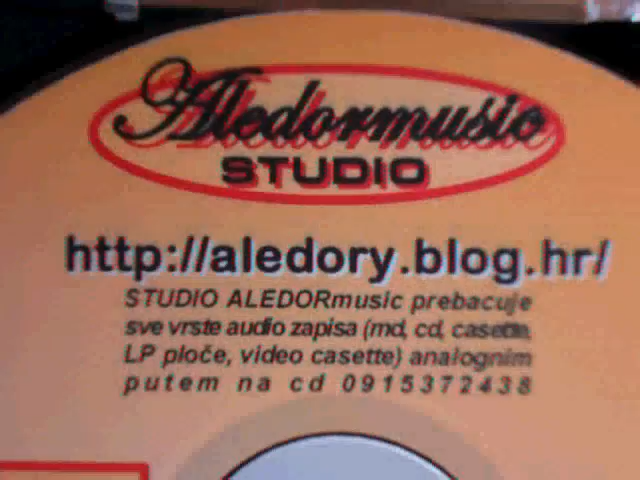 Aledormusic
STUDIO
http://aledory.blog.hr/
STUDIO ALEDORmusic prebacuje
sve vrste audio zapisa (md, cd, casette,
LP ploče, video casette) analognim
putem na cd 0915372438